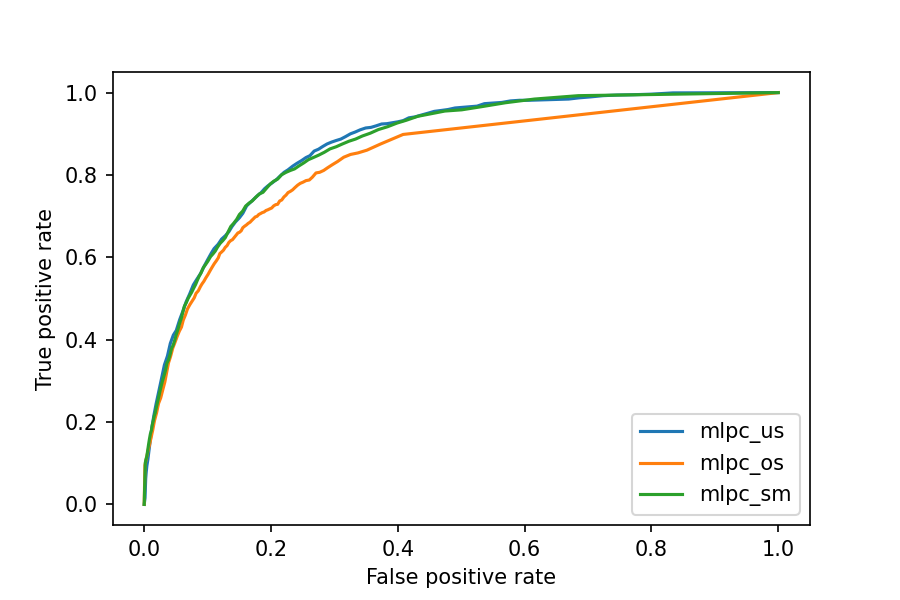 1.0
0.8
0.6
0.4
0.2
0.0
True positive rate
mlpc_us
mlpc_os
mlpc_sm
0.0 0.2 0.4 0.6 0.8 1.0
False positive rate